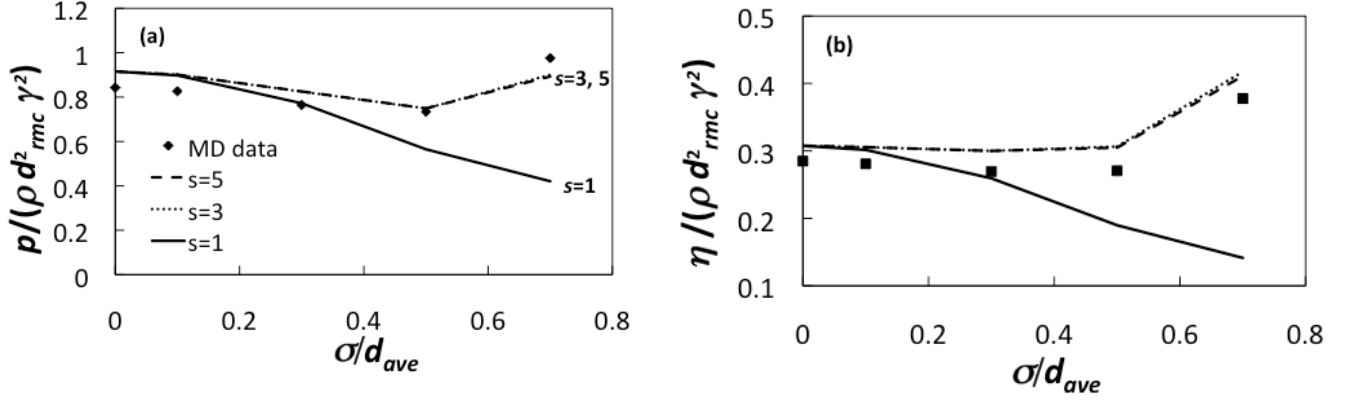 (a)
p/(ρ d²rmc γ²)
1.2
1
0.8
0.6
0.4
0.2
0
s=3, 5
s=1
MD data
s=5
s=3
s=1
0 0.2 0.4 0.6 0.8
σ/dave
(b)
η /(ρ d²rmc γ²)
0.5
0.4
0.3
0.2
0.1
0 0.2 0.4 0.6 0.8
σ/dave